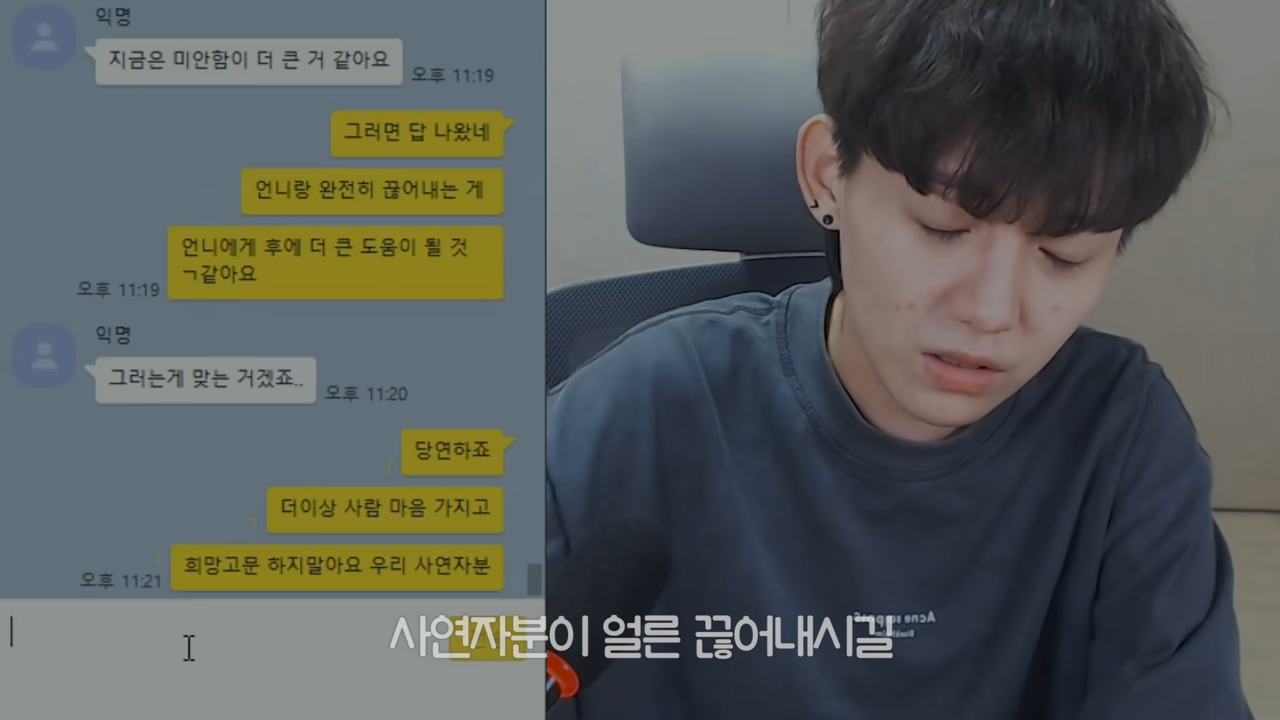 익명
지금은 미안함이 더 큰 거 같아요
오후 11:19
그러면 답 나왔네
언니랑 완전히 끊어내는 게
언니에게 후에 더 큰 도움이 될 것
ㄱ같아요
오후 11:19
익명
그러는게 맞는 거겠죠..
오후 11:20
당연하죠
더이상 사람 마음 가지고
희망고문 하지말아요 우리 사연자분
오후 11:21
사연자분이 얼른 끊어내시길
Acne